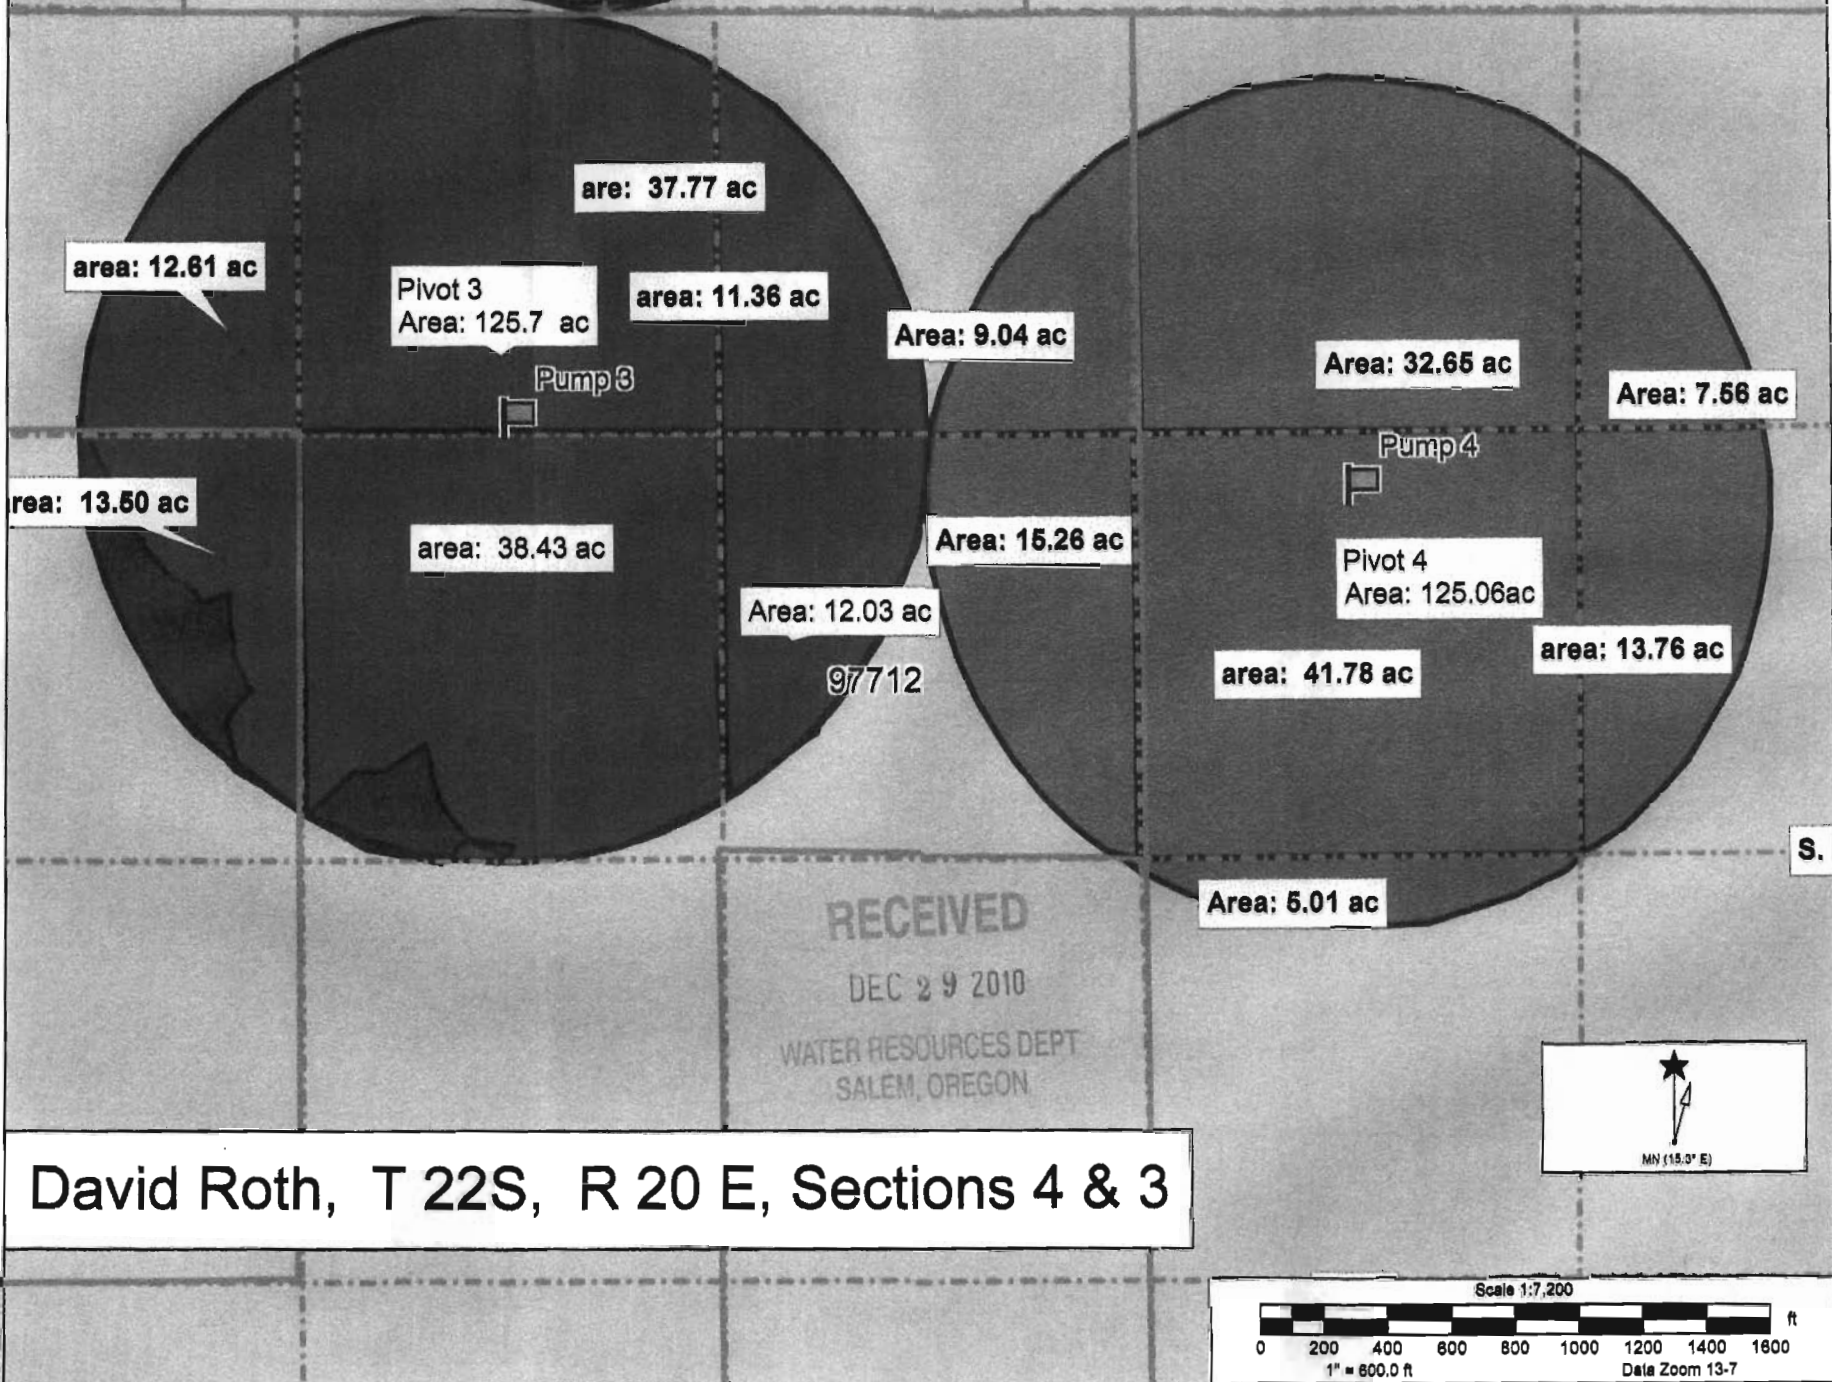 are: 37.77 ac
area: 12.61 ac
Pivot 3
Area: 125.7 ac
area: 11.36 ac
Area: 9.04 ac
Area: 32.65 ac
Pump 3
Area: 7.56 ac
Pump 4
rea: 13.50 ac
area: 38.43 ac
Area: 15.26 ac
Pivot 4
Area: 125.06ac
Area: 12.03 ac
area: 13.76 ac
97712
area: 41.78 ac
S.
Area: 5.01 ac
RECEIVED
DEC 29 2010
WATER RESOURCES DEPT
SALEM, OREGON
MN (15.3° E)
David Roth, T 22S, R 20 E, Sections 4 & 3
Scale 1:7,200
ft
0 200 400 600 800 1000 1200 1400 1600
1" = 600.0 ft Data Zoom 13-7